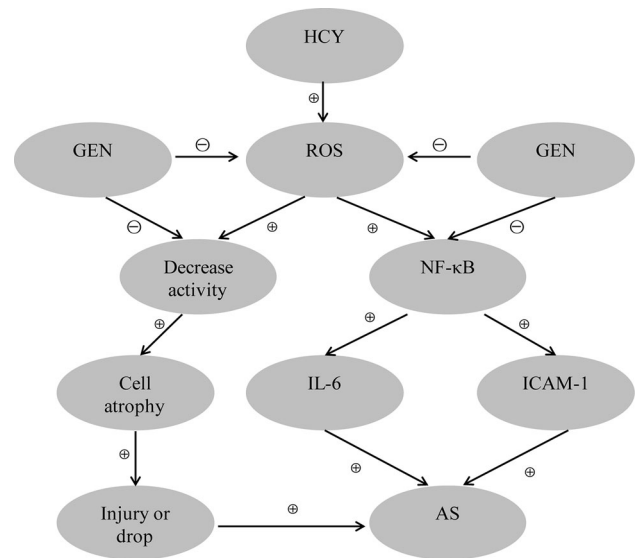 HCY
⊕
GEN
⊖
ROS
⊖
GEN
⊖
⊕
⊕
⊖
Decrease
activity
NF-κB
⊕
⊕
⊕
Cell
atrophy
IL-6
ICAM-1
⊕
⊕
⊕
Injury or
drop
⊕
AS